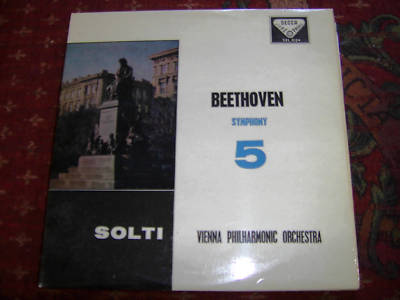 DECCA
BEETHOVEN
SYMPHONY
5
SOLTI
VIENNA PHILHARMONIC ORCHESTRA